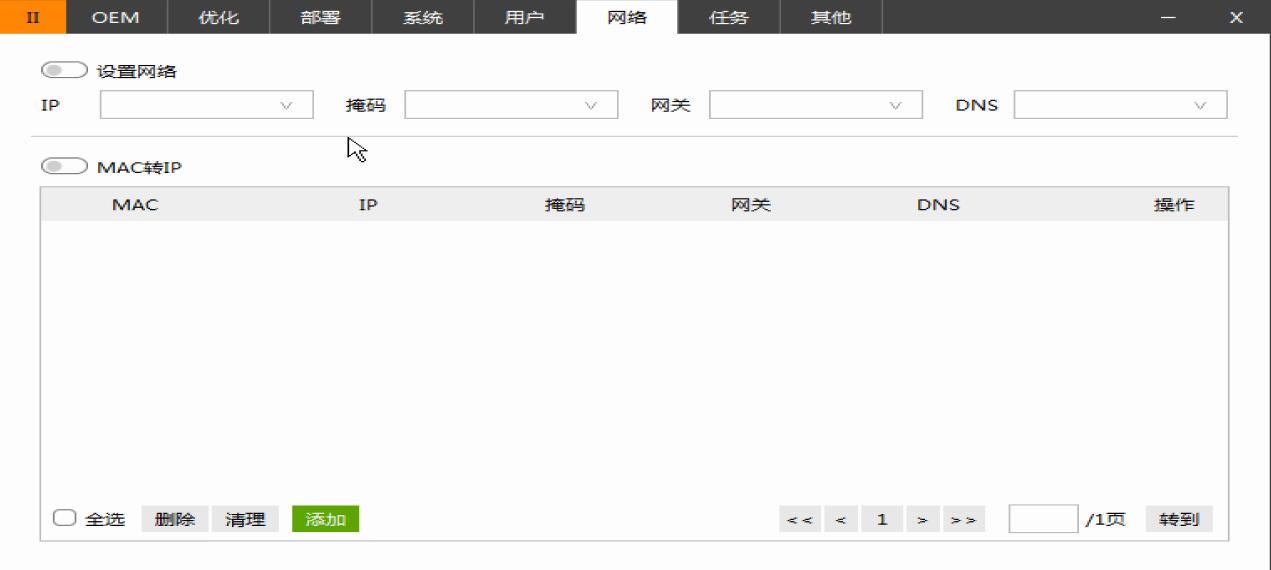 II OEM 优化 部署 系统 用户 网络 任务 其他 — X
设置网络
IP 掩码 网关 DNS
MAC转IP
MAC IP 掩码 网关 DNS 操作
全选 删除 清理 添加 << < 1 > >> /1页 转到